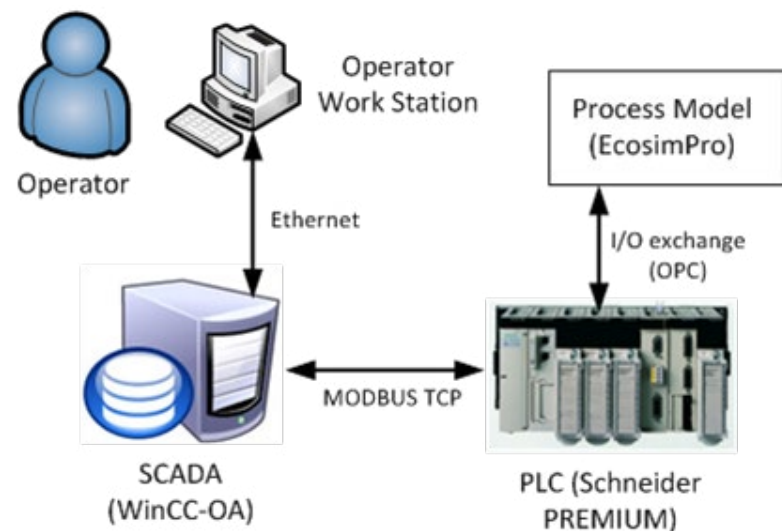 Operator
Operator
Work Station
Ethernet
Process Model
(EcosimPro)
I/O exchange
(OPC)
MODBUS TCP
SCADA
(WinCC-OA)
PLC (Schneider
PREMIUM)